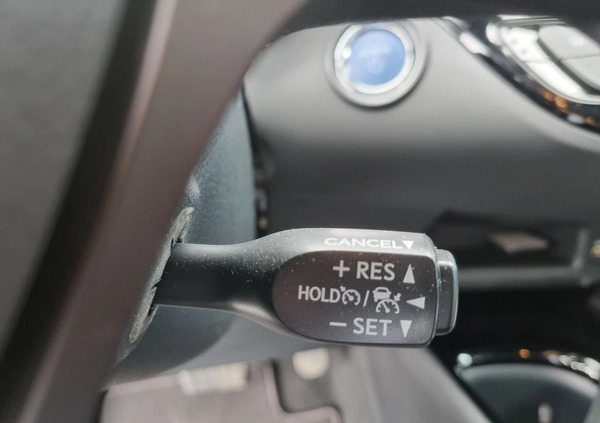 CANCEL▼
+ RES ▲
HOLD / ◄
− SET ▼